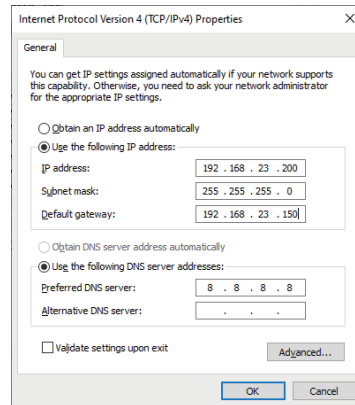 Internet Protocol Version 4 (TCP/IPv4) Properties
General
You can get IP settings assigned automatically if your network supports
this capability. Otherwise, you need to ask your network administrator
for the appropriate IP settings.
Obtain an IP address automatically
Use the following IP address:
IP address: 192 . 168 . 23 . 200
Subnet mask: 255 . 255 . 255 . 0
Default gateway: 192 . 168 . 23 . 150
Obtain DNS server address automatically
Use the following DNS server addresses:
Preferred DNS server: 8 . 8 . 8 . 8
Alternative DNS server: . . .
Validate settings upon exit
Advanced...
OK Cancel